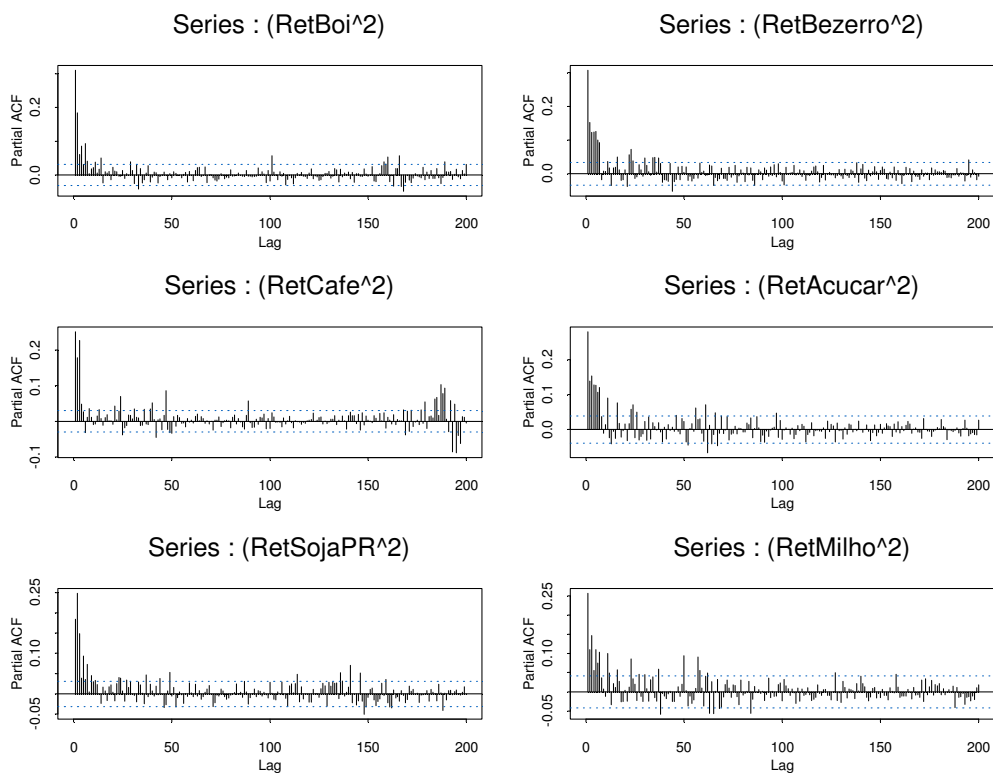 Series : (RetBoi^2)
Partial ACF
0.0
0.2
0
50
100
150
200
Lag
Series : (RetBezerro^2)
Partial ACF
0.0
0.2
0
50
100
150
200
Lag
Series : (RetCafe^2)
Partial ACF
-0.1
0.1
0.2
0
50
100
150
200
Lag
Series : (RetAcucar^2)
Partial ACF
0.0
0.1
0.2
0
50
100
150
200
Lag
Series : (RetSojaPR^2)
Partial ACF
-0.05
0.10
0.25
0
50
100
150
200
Lag
Series : (RetMilho^2)
Partial ACF
-0.05
0.10
0.25
0
50
100
150
200
Lag